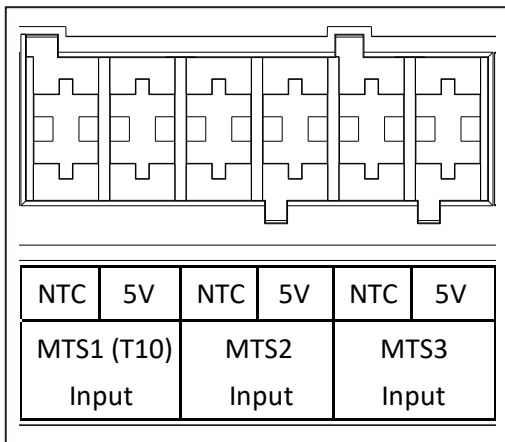 NTC 5V NTC 5V NTC 5V
MTS1 (T10) MTS2 MTS3
Input Input Input